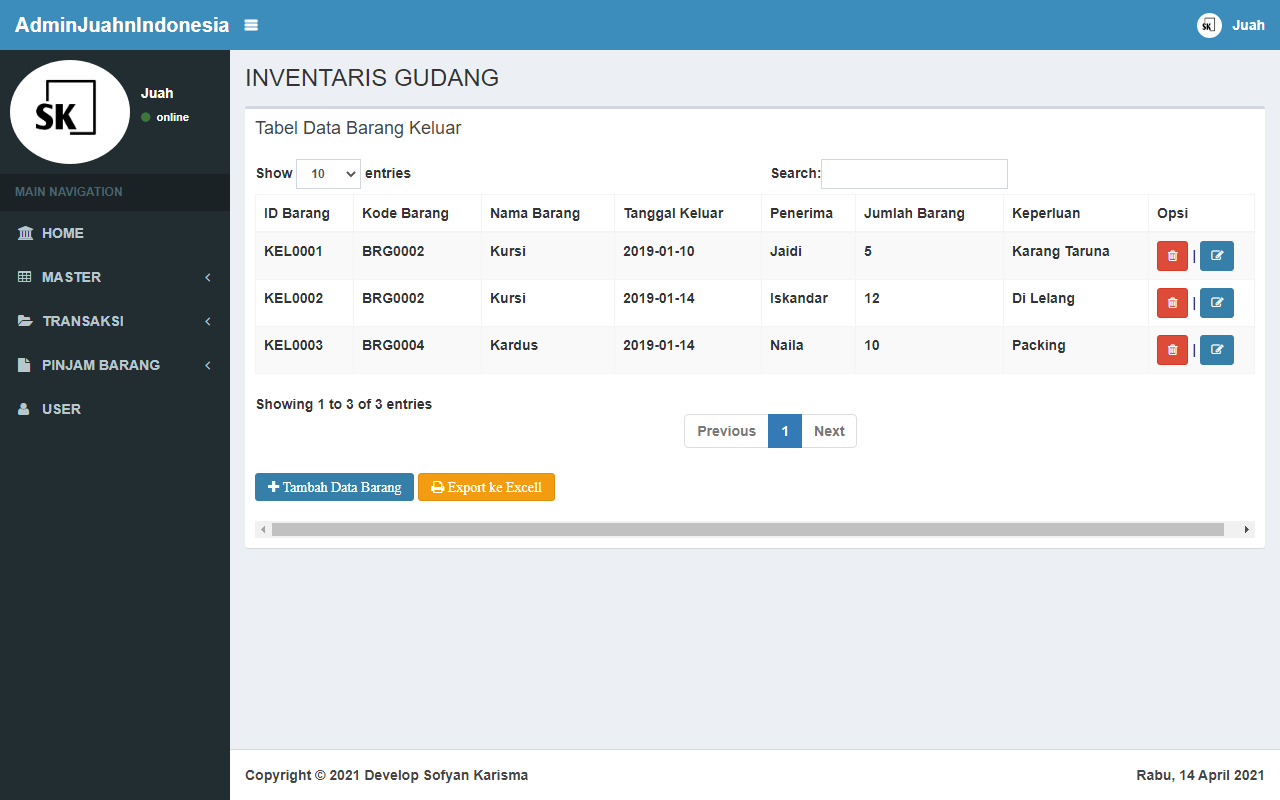 AdminJuahnIndonesia
SK Juah
SK
Juah
online
MAIN NAVIGATION
HOME
MASTER
TRANSAKSI
PINJAM BARANG
USER
INVENTARIS GUDANG
Tabel Data Barang Keluar
Show 10 entries Search:
ID Barang Kode Barang Nama Barang Tanggal Keluar Penerima Jumlah Barang Keperluan Opsi
KEL0001 BRG0002 Kursi 2019-01-10 Jaidi 5 Karang Taruna |
KEL0002 BRG0002 Kursi 2019-01-14 Iskandar 12 Di Lelang |
KEL0003 BRG0004 Kardus 2019-01-14 Naila 10 Packing |
Showing 1 to 3 of 3 entries
Previous 1 Next
Tambah Data Barang Export ke Excell
Copyright © 2021 Develop Sofyan Karisma Rabu, 14 April 2021